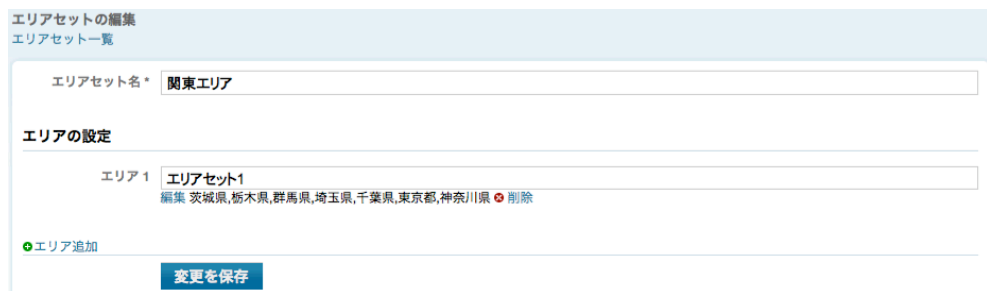 エリアセットの編集
エリアセット一覧
エリアセット名 * 関東エリア
エリアの設定
エリア 1 エリアセット1
編集 茨城県,栃木県,群馬県,埼玉県,千葉県,東京都,神奈川県 削除
エリア追加
変更を保存